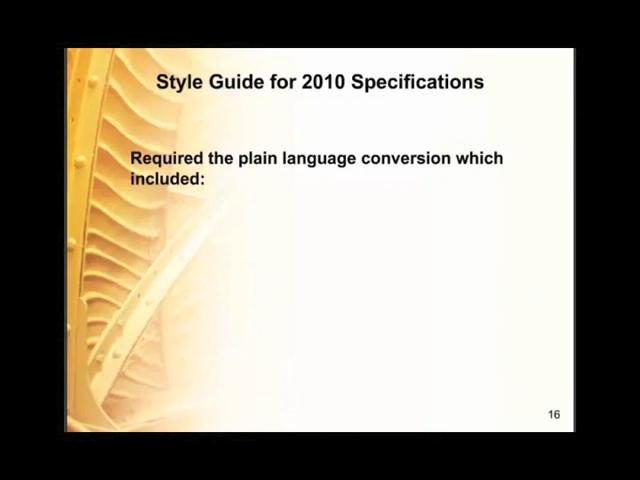 Style Guide for 2010 Specifications
Required the plain language conversion which
included:
16